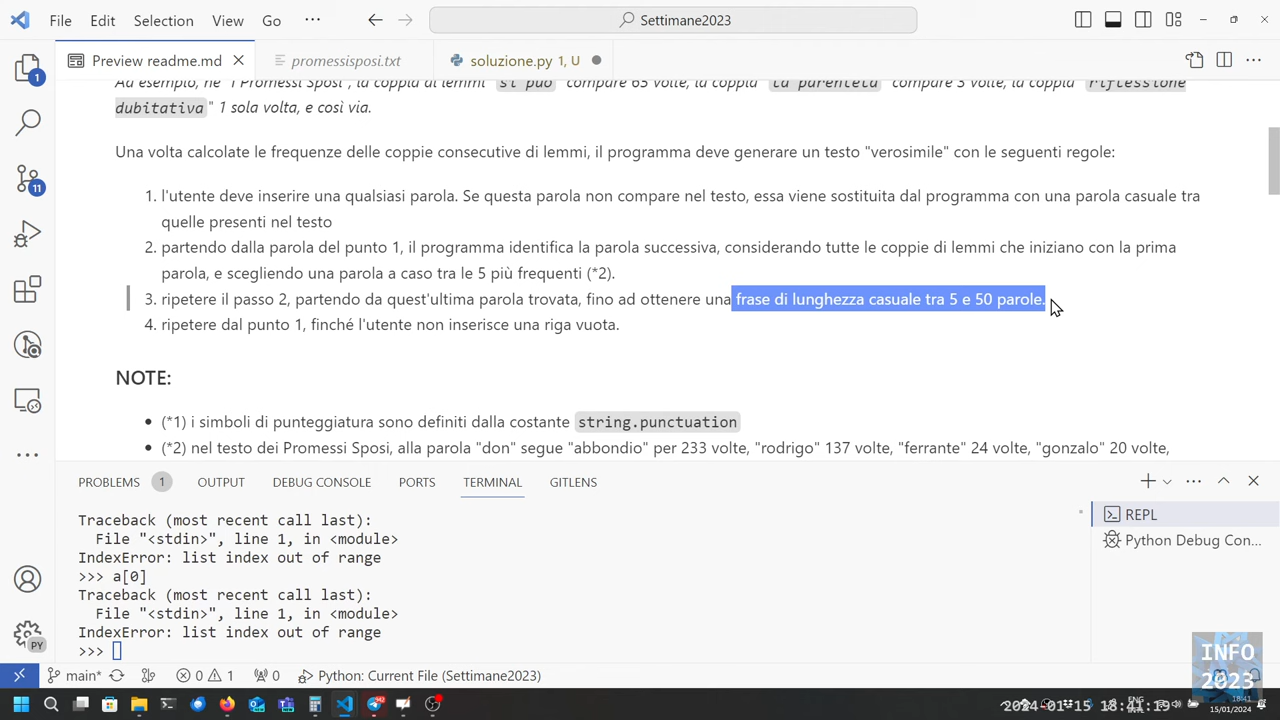 File Edit Selection View Go ··· Settimane2023
Preview readme.md promessisposi.txt soluzione.py 1, U
Ad esempio, ne "I Promessi Sposi", la coppia di lemmi "si può" compare 65 volte, la coppia "la parentela" compare 3 volte, la coppia "riflessione
dubitativa" 1 sola volta, e così via.
Una volta calcolate le frequenze delle coppie consecutive di lemmi, il programma deve generare un testo "verosimile" con le seguenti regole:
1. l'utente deve inserire una qualsiasi parola. Se questa parola non compare nel testo, essa viene sostituita dal programma con una parola casuale tra
quelle presenti nel testo
2. partendo dalla parola del punto 1, il programma identifica la parola successiva, considerando tutte le coppie di lemmi che iniziano con la prima
parola, e scegliendo una parola a caso tra le 5 più frequenti (*2).
3. ripetere il passo 2, partendo da quest'ultima parola trovata, fino ad ottenere una frase di lunghezza casuale tra 5 e 50 parole.
4. ripetere dal punto 1, finché l'utente non inserisce una riga vuota.
NOTE:
• (*1) i simboli di punteggiatura sono definiti dalla costante string.punctuation
• (*2) nel testo dei Promessi Sposi, alla parola "don" segue "abbondio" per 233 volte, "rodrigo" 137 volte, "ferrante" 24 volte, "gonzalo" 20 volte,
1
11
PROBLEMS 1 OUTPUT DEBUG CONSOLE PORTS TERMINAL GITLENS
Traceback (most recent call last):
File "<stdin>", line 1, in <module>
IndexError: list index out of range
>>> a[0]
Traceback (most recent call last):
File "<stdin>", line 1, in <module>
IndexError: list index out of range
>>>
REPL
Python Debug Con...
PY
INFO
2023
main* 0 1 0 Python: Current File (Settimane2023)
942
ENG
2024-01-15 18:41:19
18:41
15/01/2024